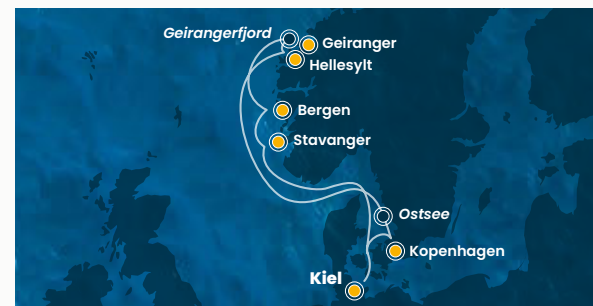 Geirangerfjord
Geiranger
Hellesylt
Bergen
Stavanger
Ostsee
Kopenhagen
Kiel